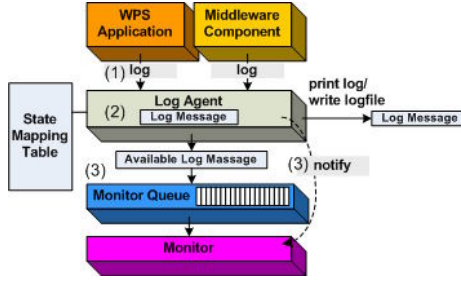 WPS
Application
Middleware
Component
(1)
log
log
State
Mapping
Table
(2)
Log Agent
Log Message
print log/
write logfile
Log Message
Available Log Massage
(3)
(3) notify
Monitor Queue
Monitor